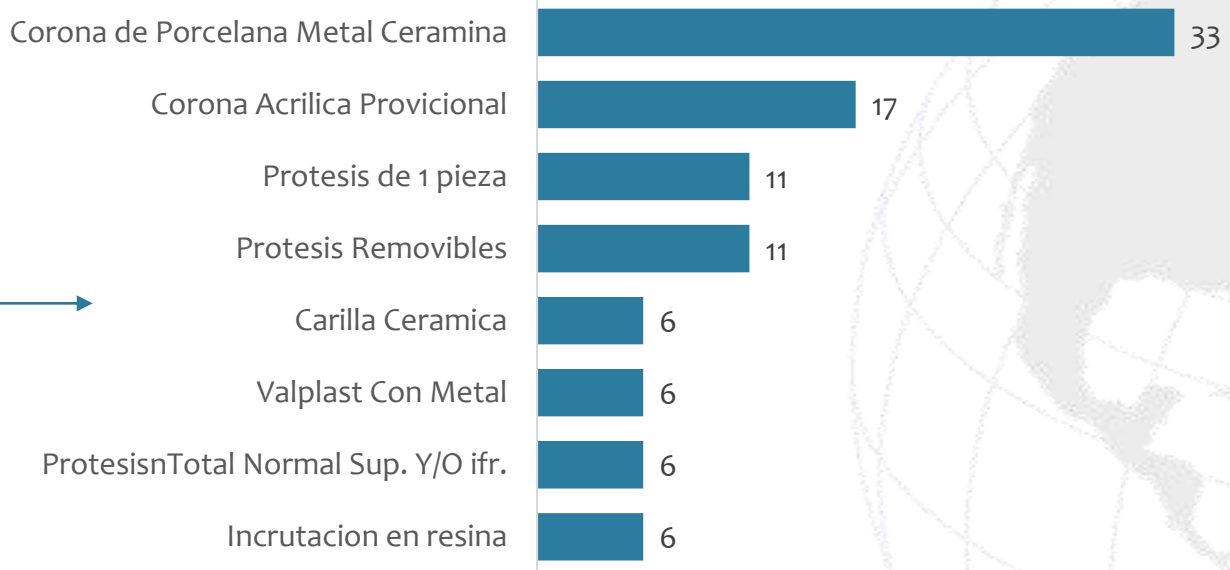 Corona de Porcelana Metal Ceramina 33
Corona Acrilica Provicional 17
Protesis de 1 pieza 11
Protesis Removibles 11
Carilla Ceramica 6
Valplast Con Metal 6
ProtesisnTotal Normal Sup. Y/O ifr. 6
Incrutacion en resina 6